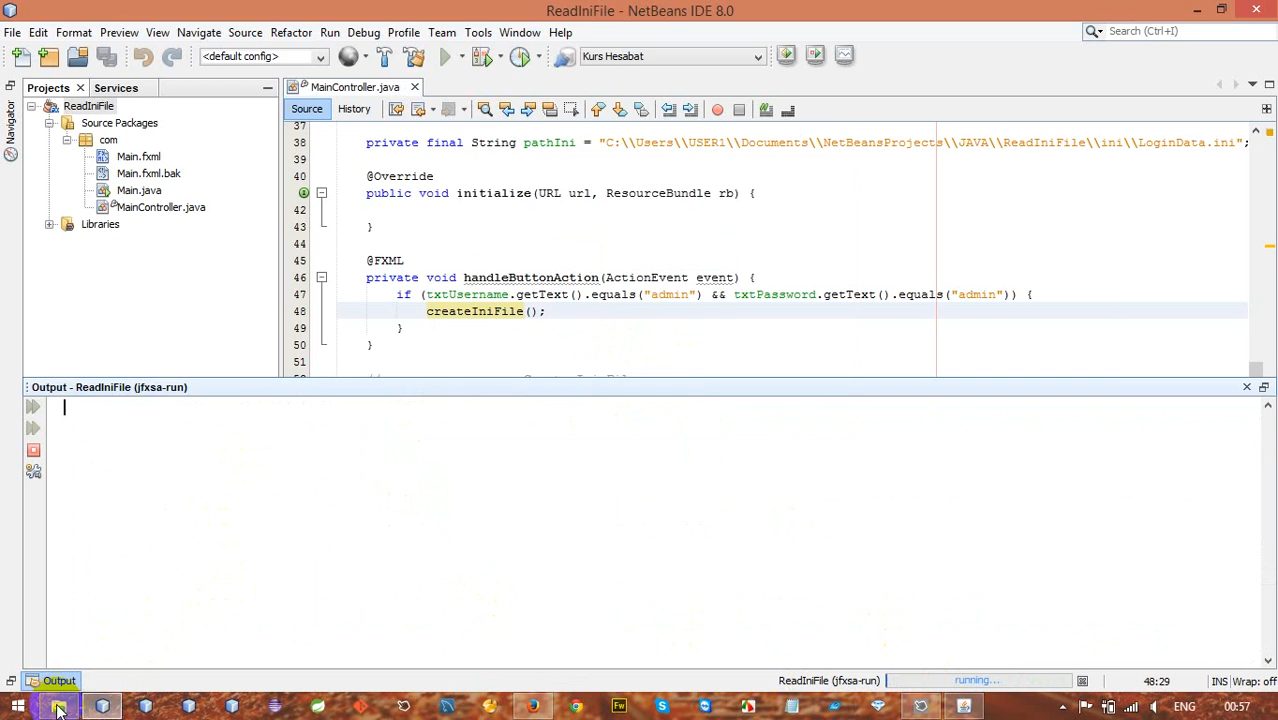 ReadIniFile - NetBeans IDE 8.0
File Edit Format Preview View Navigate Source Refactor Run Debug Profile Team Tools Window Help
Search (Ctrl+I)
<default config>
Kurs Hesabat
Projects
Services
MainController.java
Navigator
ReadIniFile
Source Packages
com
Main.fxml
Main.fxml.bak
Main.java
MainController.java
Libraries
Source History
37
38 private final String pathIni = "C:\\Users\\USER1\\Documents\\NetBeansProjects\\JAVA\\ReadIniFile\\ini\\LoginData.ini";
39
40 @Override
public void initialize(URL url, ResourceBundle rb) {
42
43 }
44
45 @FXML
46 private void handleButtonAction(ActionEvent event) {
47 if (txtUsername.getText().equals("admin") && txtPassword.getText().equals("admin")) {
48 createIniFile();
49 }
50 }
51
Output - ReadIniFile (jfxsa-run)
Output
ReadIniFile (jfxsa-run)
running...
48:29
INS
Wrap: off
Fw
ENG
00:57